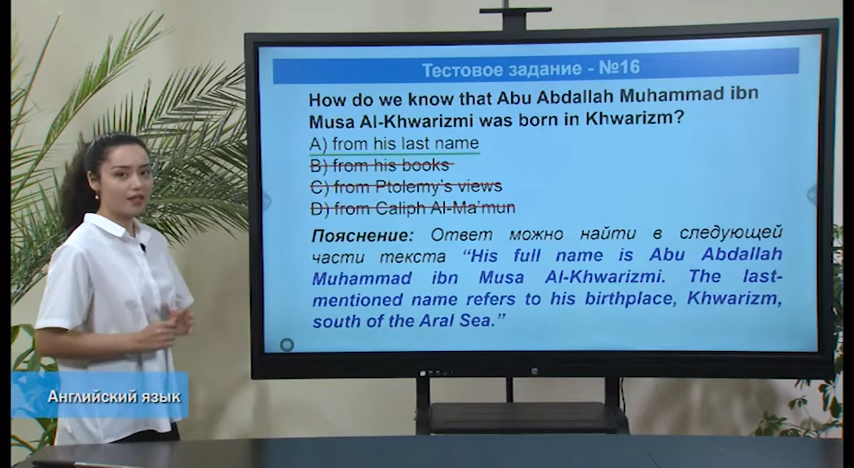 Тестовое задание - №16
How do we know that Abu Abdallah Muhammad ibn
Musa Al-Khwarizmi was born in Khwarizm?
A) from his last name
B) from his books
C) from Ptolemy's views
D) from Caliph Al-Ma'mun
Пояснение: Ответ можно найти в следующей
части текста “His full name is Abu Abdallah
Muhammad ibn Musa Al-Khwarizmi. The last-
mentioned name refers to his birthplace, Khwarizm,
south of the Aral Sea.”
Английский язык